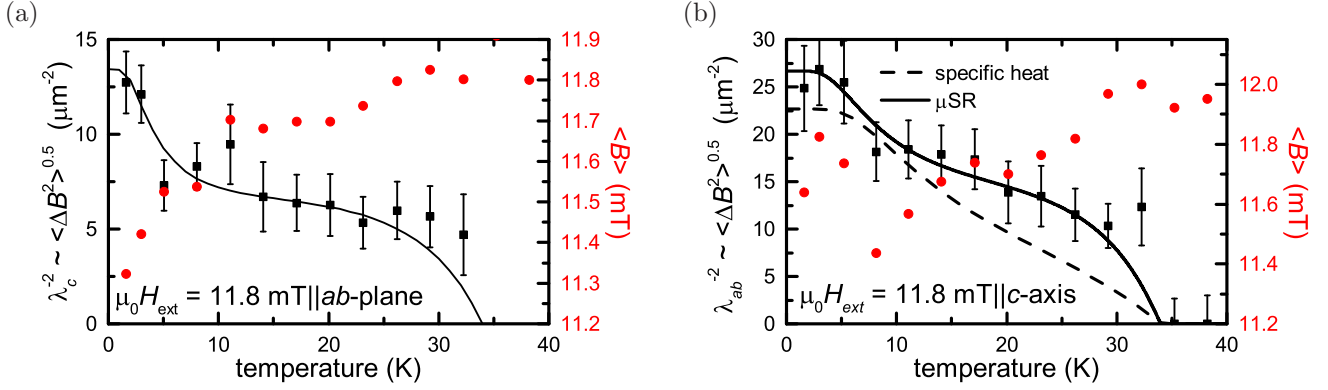 (a)
15
10
5
0
λc^-2 ~ <ΔB²>^0.5 (μm^-2)
11.9
11.8
11.7
11.6
11.5
11.4
11.3
11.2
<B> (mT)
μ0Hext = 11.8 mT||ab-plane
0 10 20 30 40
temperature (K)
(b)
30
25
20
15
10
5
0
λab^-2 ~ <ΔB²>^0.5 (μm^-2)
specific heat
μSR
12.0
11.8
11.6
11.4
11.2
<B> (mT)
μ0Hext = 11.8 mT||c-axis
0 10 20 30 40
temperature (K)